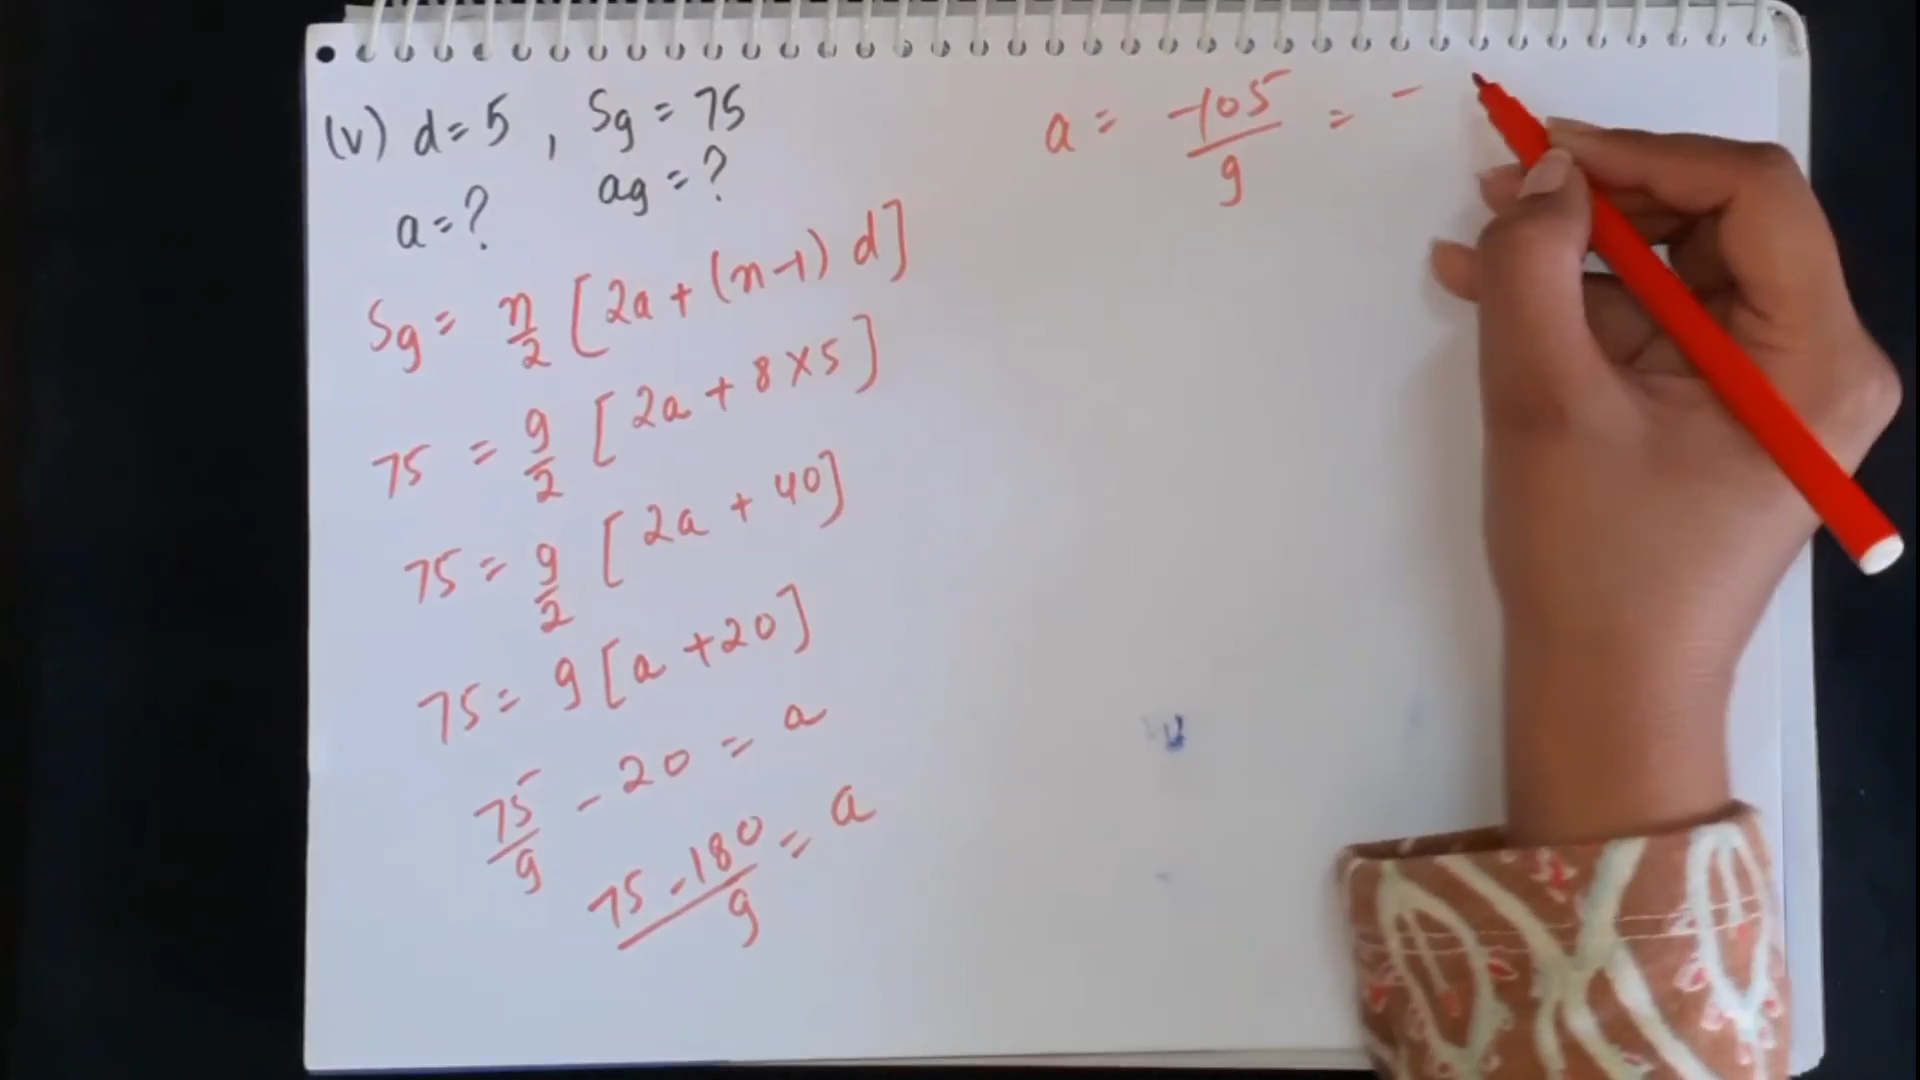 (v) d = 5 , S9 = 75
a = ? a9 = ?
S9 = n/2 [2a + (n-1) d]
75 = 9/2 [2a + 8 × 5]
75 = 9/2 [2a + 40]
75 = 9 [a + 20]
75/9 - 20 = a
75 - 180/9 = a
a = -105/9 = -